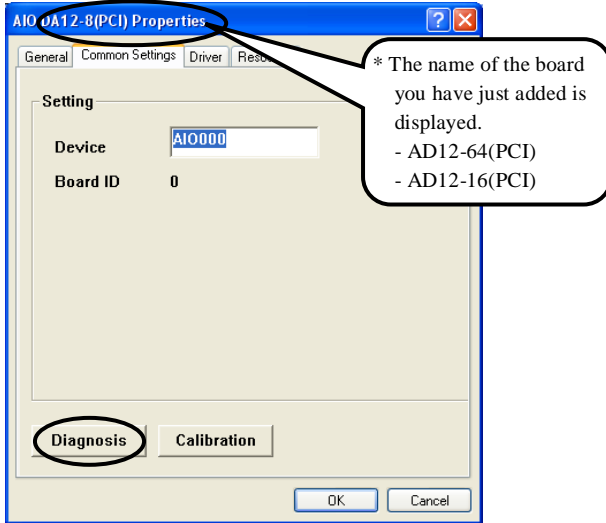 AIO DA12-8(PCI) Properties
General Common Settings Driver
* The name of the board
you have just added is
displayed.
- AD12-64(PCI)
- AD12-16(PCI)
Setting
Device AIO000
Board ID 0
Diagnosis Calibration
OK Cancel